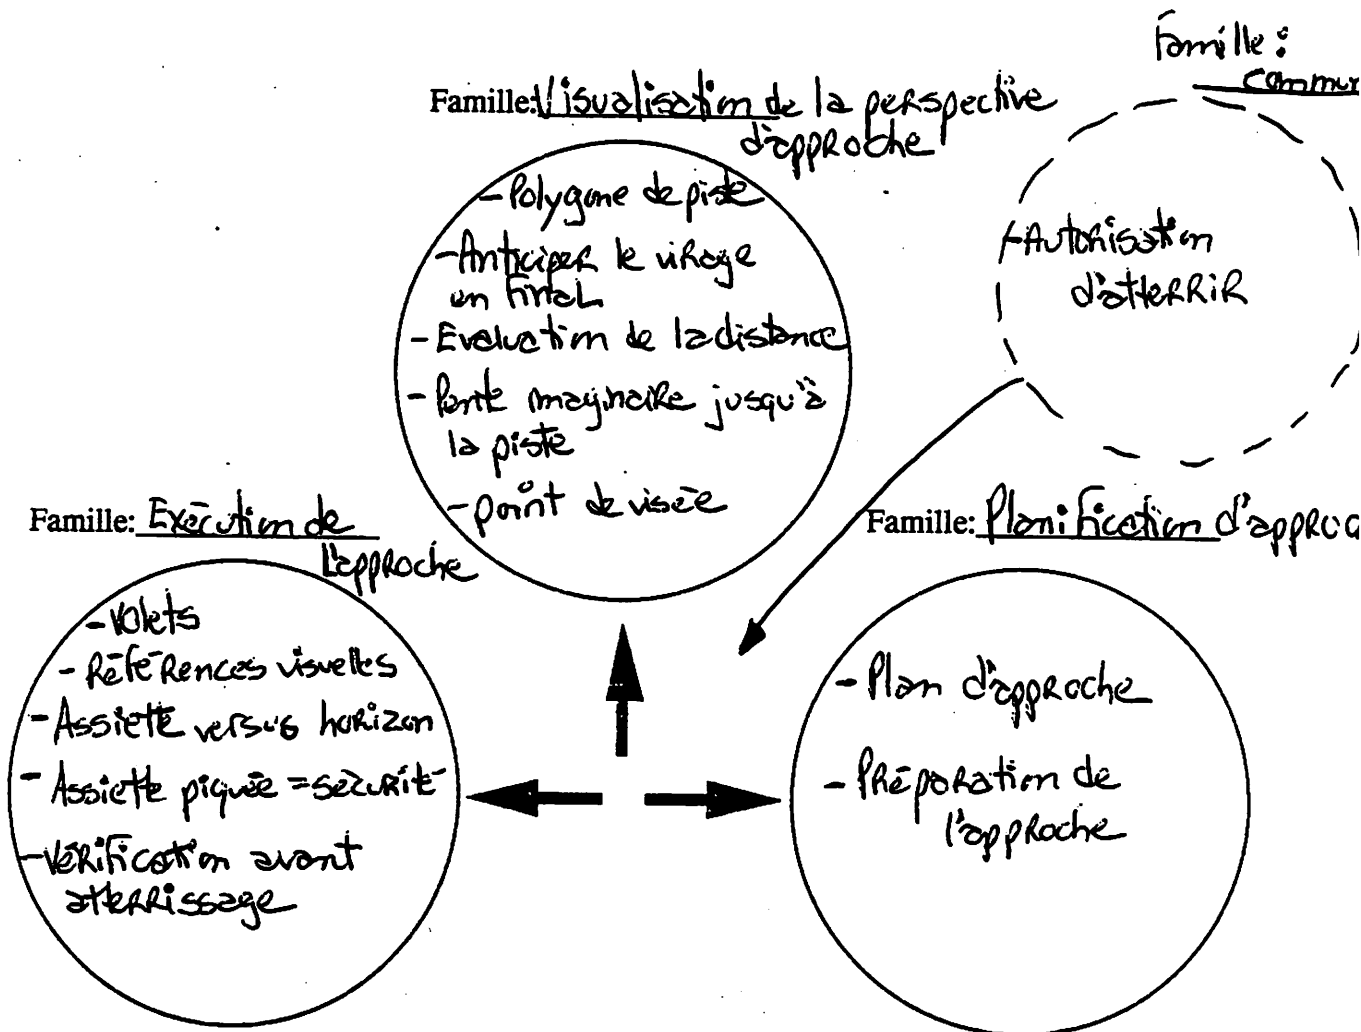 Famille:
commun
Famille: Visualisation de la perspective
d'approche
- Polygone de piste
- Anticiper le virage
en final
- Evaluation de la distance
- Pente imaginaire jusqu'à
la piste
- point de visée
- Autorisation
d'atterrir
Famille: Exécution de
l'approche
- Volets
- Références visuelles
- Assiette versus horizon
- Assiette piquée = sécurité
- Vérification avant
atterrissage
Famille: Planification d'approc
- Plan d'approche
- Préparation de
l'approche